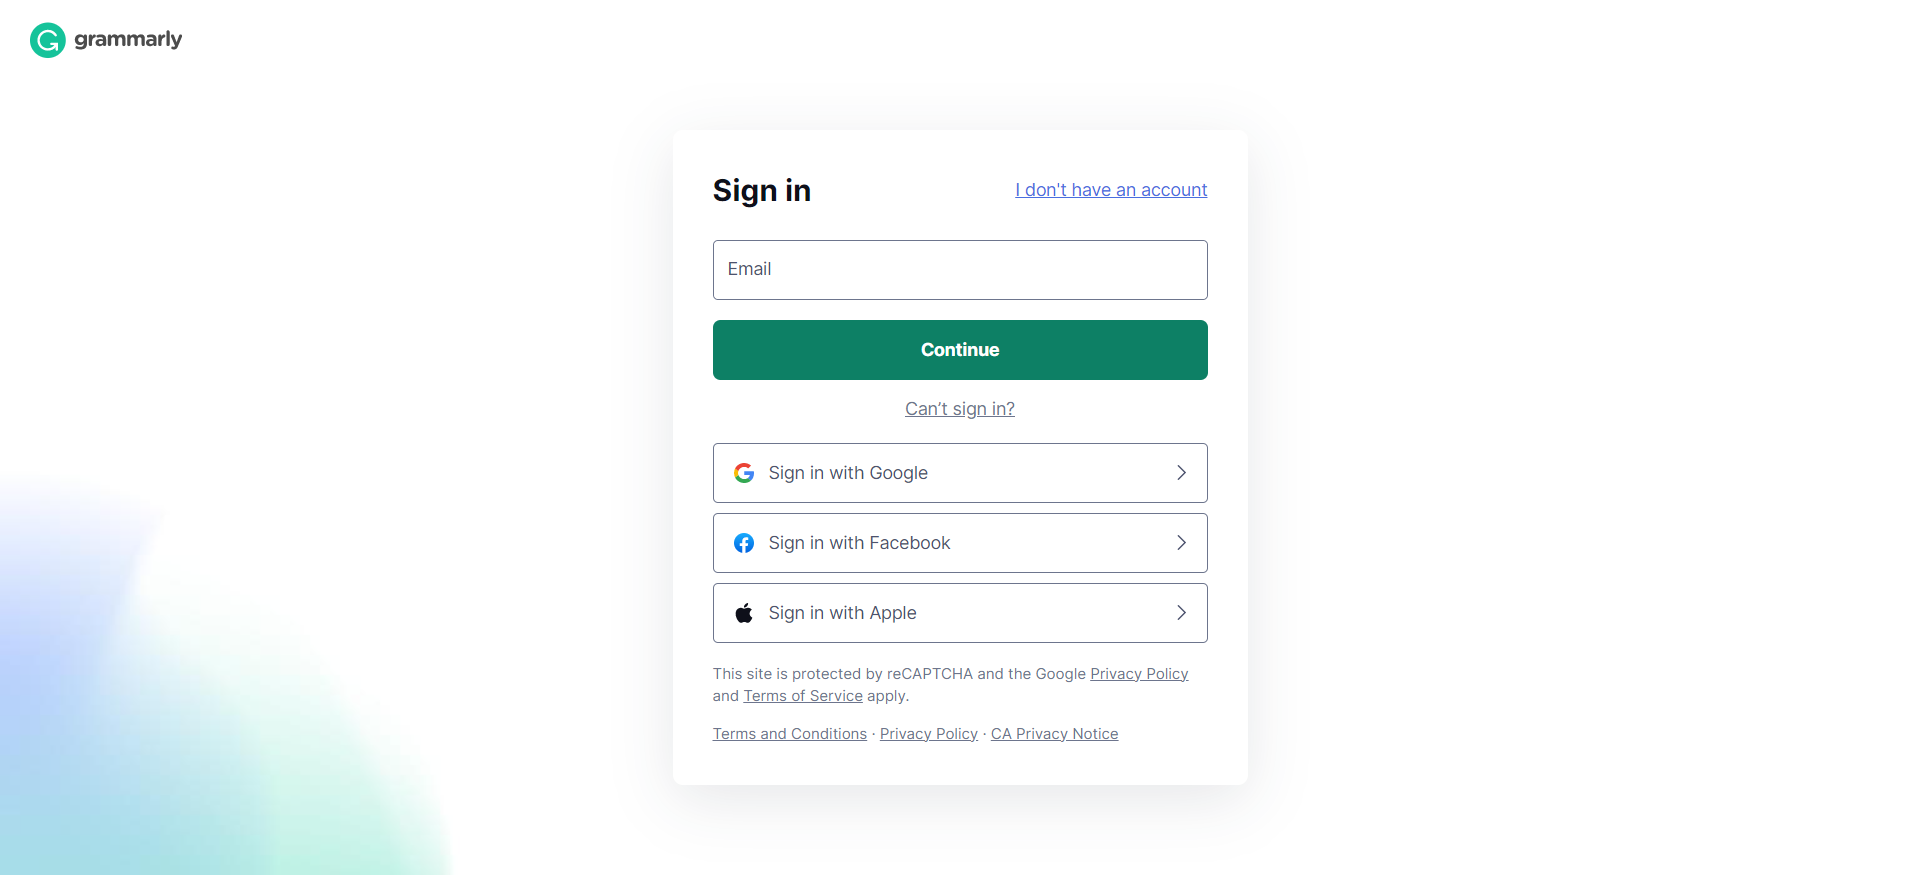 grammarly
Sign in
I don't have an account
Email
Continue
Can’t sign in?
Sign in with Google
Sign in with Facebook
Sign in with Apple
This site is protected by reCAPTCHA and the Google Privacy Policy
and Terms of Service apply.
Terms and Conditions · Privacy Policy · CA Privacy Notice